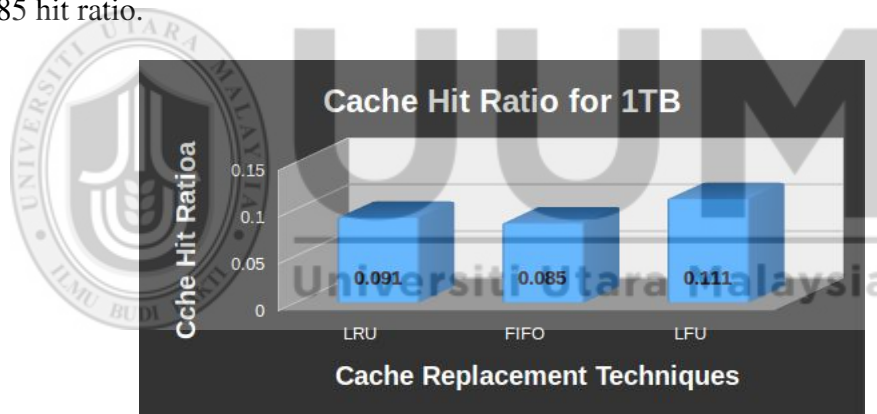 85 hit ratio.
UNIVERSITI UTARA MALAYSIA
ILMU BUDI BAKTI
UUM
Universiti Utara Malaysia
Cache Hit Ratio for 1TB
Cche Hit Ratioa
0.15
0.1
0.05
0
0.091
0.085
0.111
LRU
FIFO
LFU
Cache Replacement Techniques